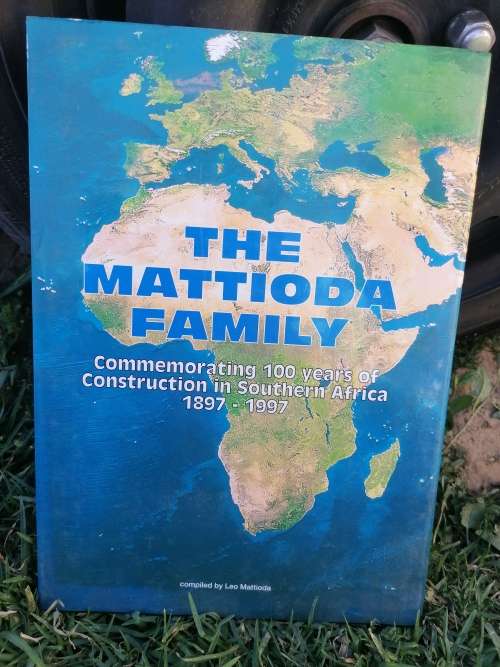 THE
MATTIODA
FAMILY
Commemorating 100 years of
Construction in Southern Africa
1897 - 1997
compiled by Leo Mattioda